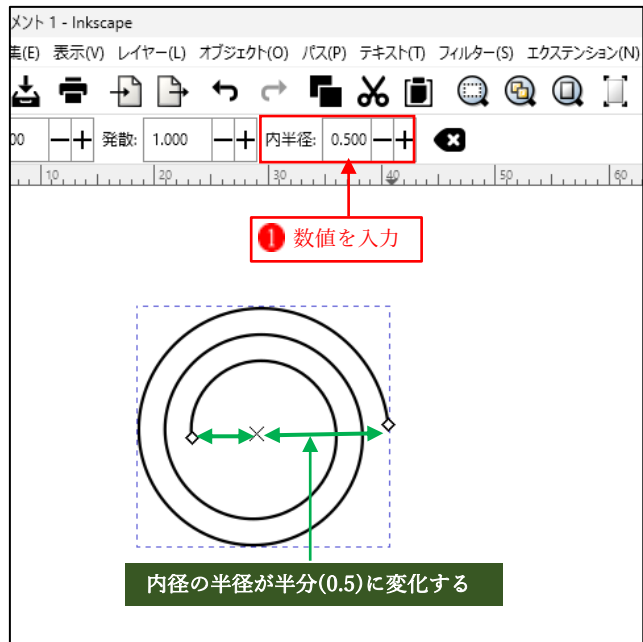 メント 1 - Inkscape
集(E) 表示(V) レイヤー(L) オブジェクト(O) パス(P) テキスト(T) フィルター(S) エクステンション(N)
00 発散: 1.000 内半径: 0.500
10 20 30 40 50 60
1 数値を入力
内径の半径が半分(0.5)に変化する